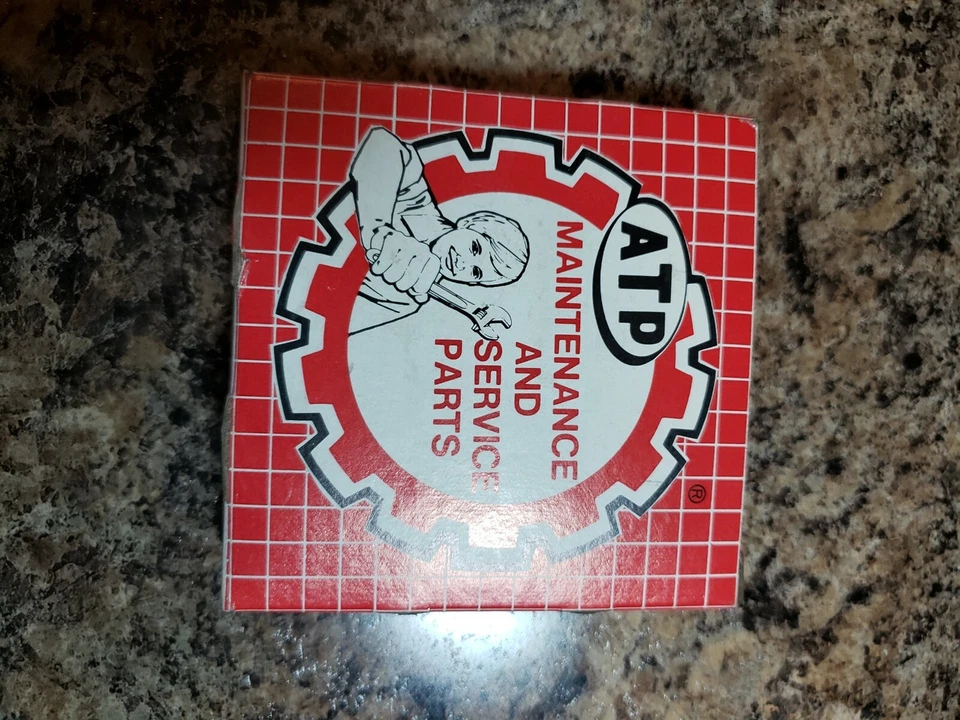 ATP
MAINTENANCE
AND
SERVICE
PARTS
®